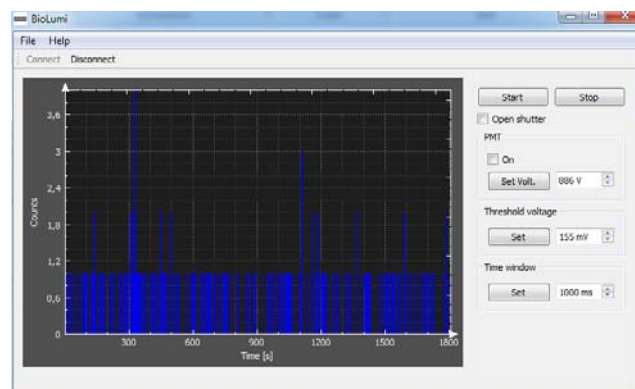 BioLumi
File Help
Connect Disconnect
Start Stop
Open shutter
PMT
On
Set Volt. 886 V
Threshold voltage
Set 155 mV
Time window
Set 1000 ms
Counts
3,6
3
2,4
1,8
1,2
0,6
0
300 600 900 1200 1500 1800
Time [s]